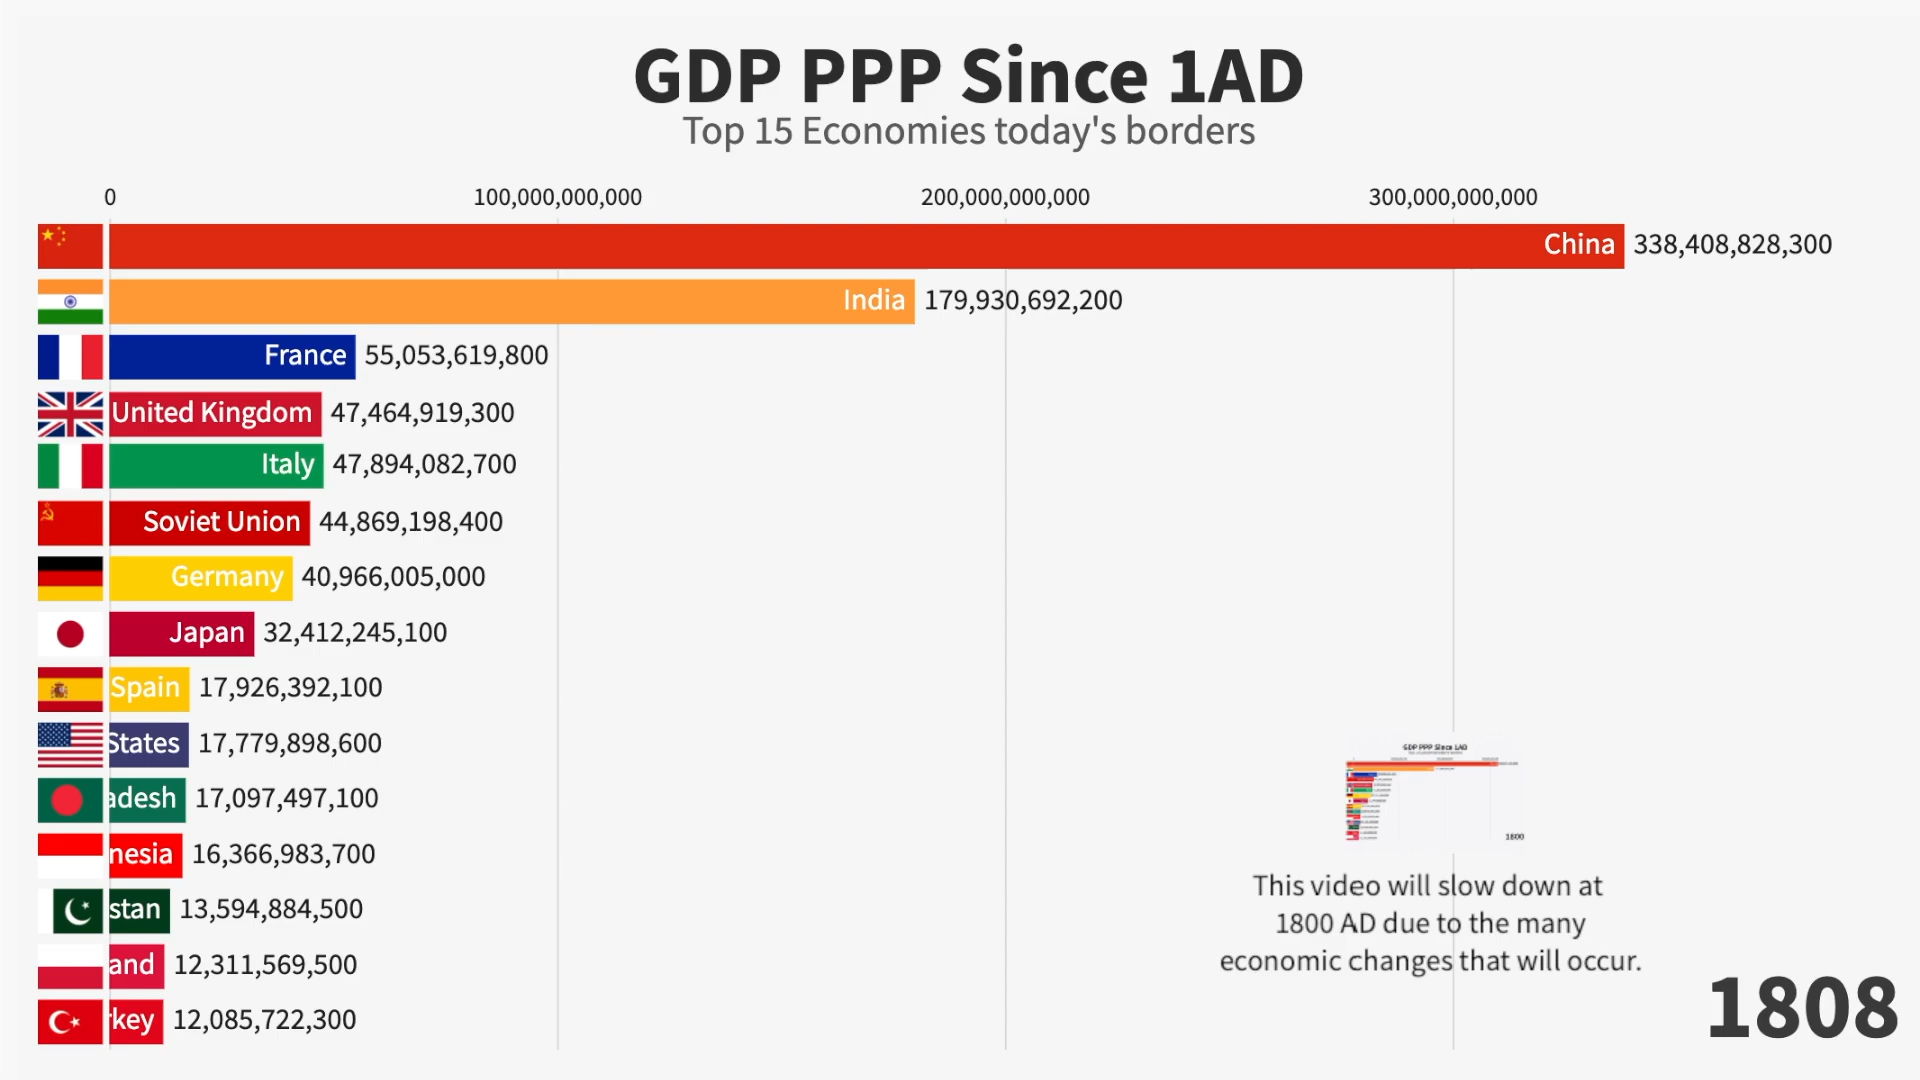 GDP PPP Since 1AD
Top 15 Economies today's borders
0 100,000,000,000 200,000,000,000 300,000,000,000
China 338,408,828,300
India 179,930,692,200
France 55,053,619,800
United Kingdom 47,464,919,300
Italy 47,894,082,700
Soviet Union 44,869,198,400
Germany 40,966,005,000
Japan 32,412,245,100
Spain 17,926,392,100
States 17,779,898,600
adesh 17,097,497,100
nesia 16,366,983,700
stan 13,594,884,500
and 12,311,569,500
rkey 12,085,722,300
GDP PPP Since 1AD
1800
This video will slow down at
1800 AD due to the many
economic changes that will occur.
1808